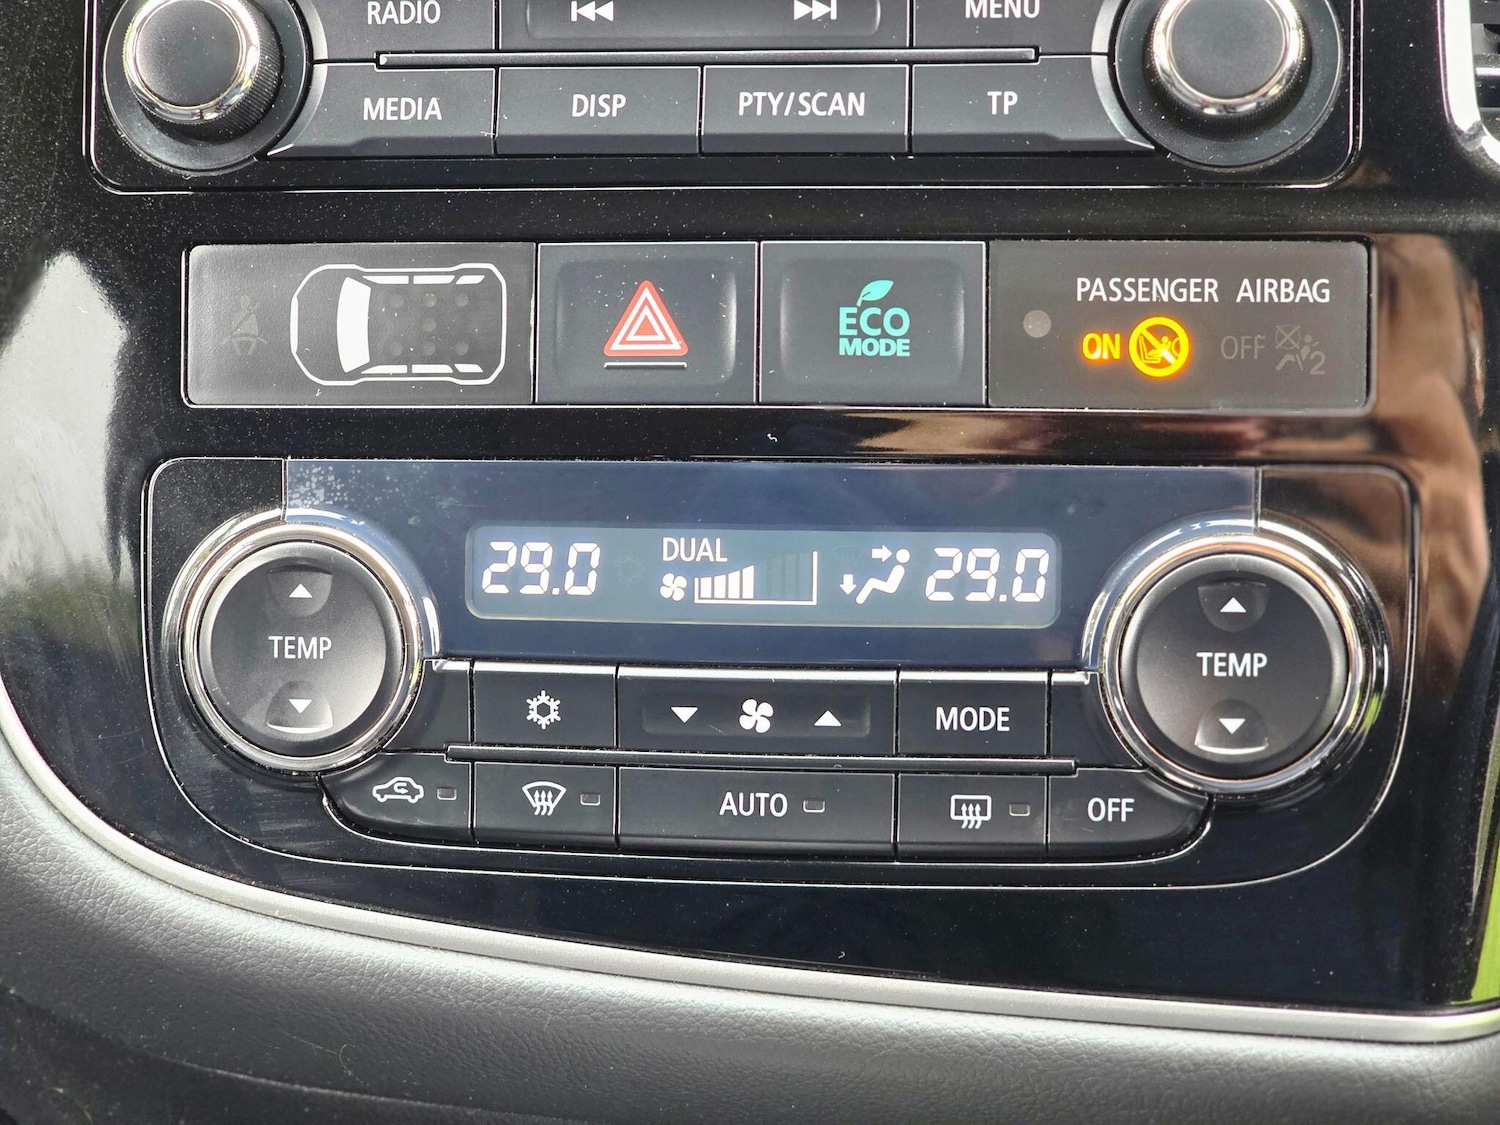 RADIO
MENU
MEDIA
DISP
PTY/SCAN
TP
ECO
MODE
PASSENGER AIRBAG
ON
OFF
2
29.0
DUAL
29.0
TEMP
TEMP
MODE
AUTO
OFF